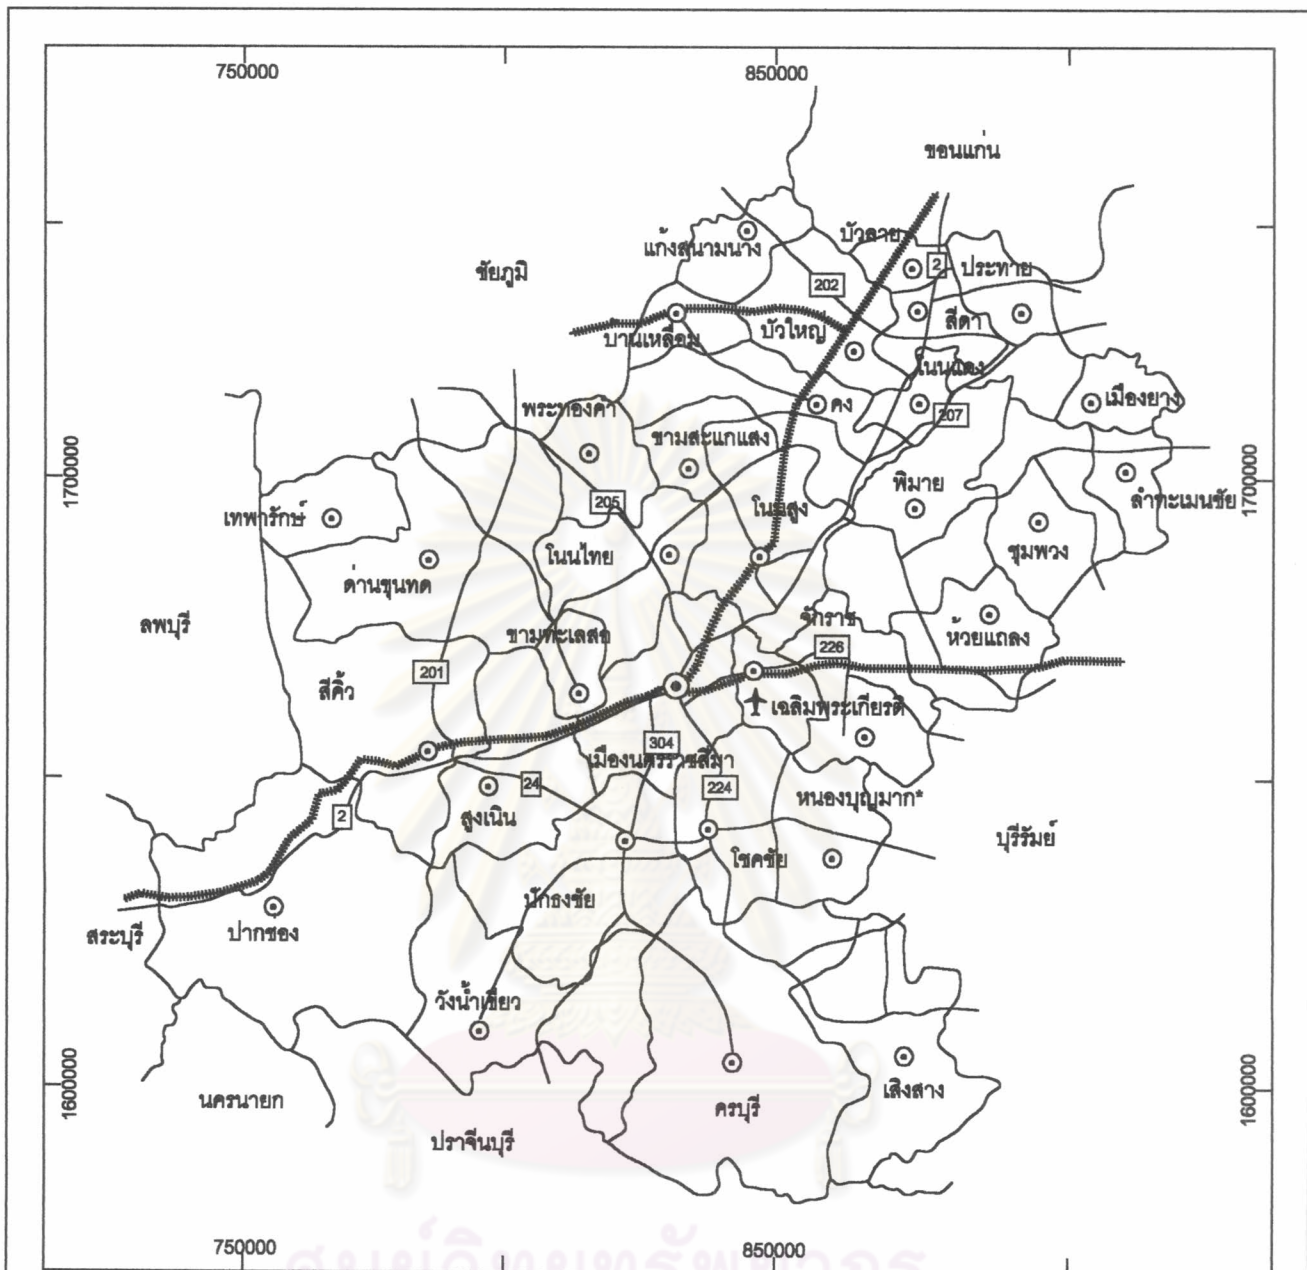 750000
850000
ขอนแก่น
แก้งสนามนาง
บัวลาย
2
ประทาย
ชัยภูมิ
202
บัวใหญ่
สีดา
บานเหลื่อม
โนนแดง
พระทองคำ
คง
207
เมืองยาง
ขามสะแกแสง
1700000
1700000
พิมาย
ลำทะเมนชัย
205
โนนสูง
เทพารักษ์
โนนไทย
ชุมพวง
ด่านขุนทด
ลพบุรี
จักราช
ห้วยแถลง
ขามทะเลสอ
226
201
สีคิ้ว
เฉลิมพระเกียรติ
304
เมืองนครราชสีมา
24
224
หนองบุญมาก*
2
สูงเนิน
บุรีรัมย์
โชคชัย
ปักธงชัย
สระบุรี
ปากชอง
วังน้ำเขียว
1600000
1600000
นครนายก
ครบุรี
เสิงสาง
ปราจีนบุรี
750000
850000
ศูนย์วิทยทรัพยากร